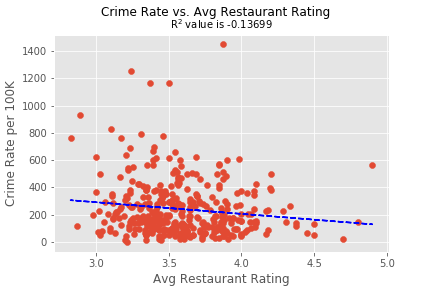 Crime Rate vs. Avg Restaurant Rating
R² value is -0.13699
1400
1200
1000
800
600
400
200
0
Crime Rate per 100K
3.0 3.5 4.0 4.5 5.0
Avg Restaurant Rating